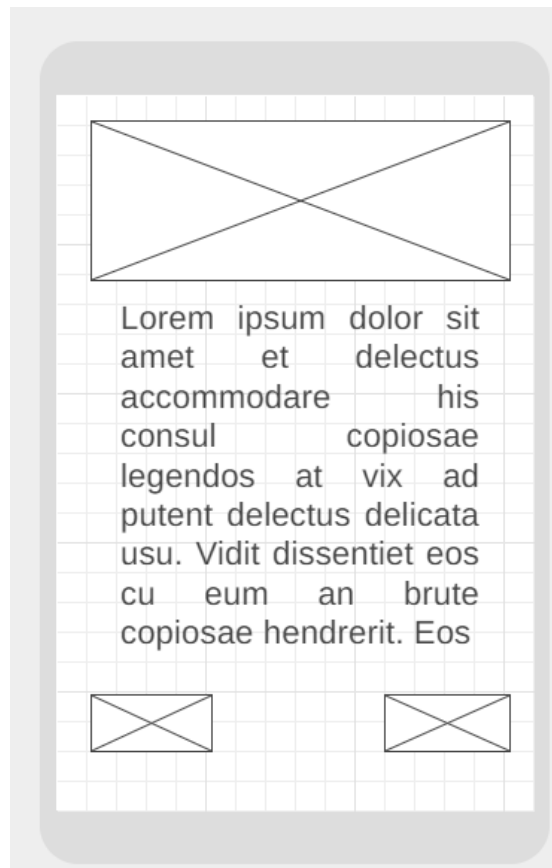 Lorem ipsum dolor sit
amet et delectus
accommodare his
consul copiosae
legendos at vix ad
putent delectus delicata
usu. Vidit dissentiet eos
cu eum an brute
copiosae hendrerit. Eos